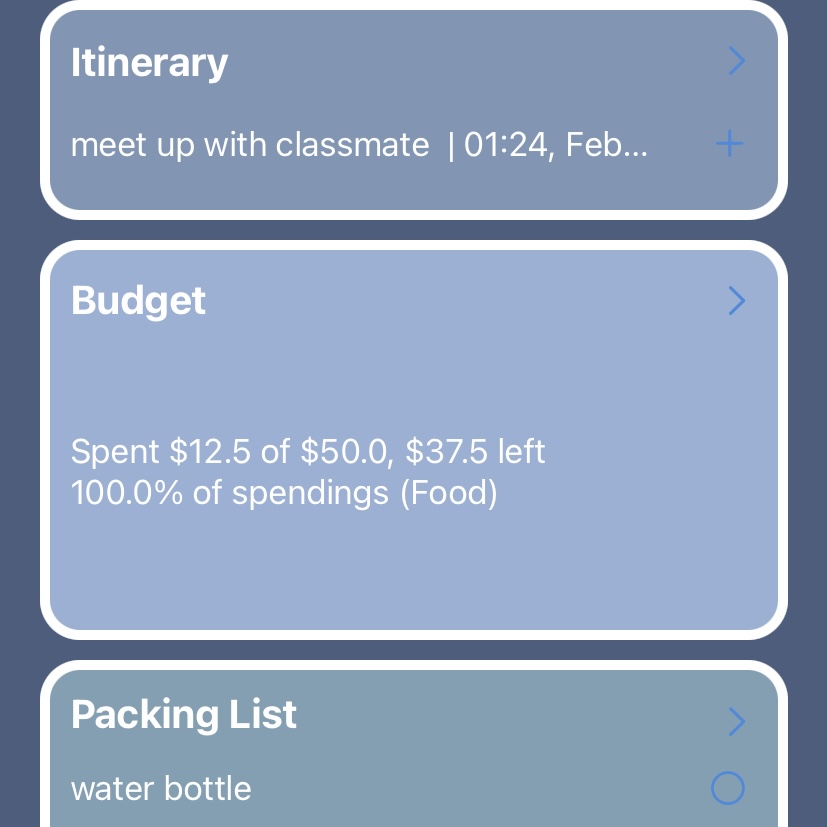 Itinerary
meet up with classmate | 01:24, Feb...
Budget
Spent $12.5 of $50.0, $37.5 left
100.0% of spendings (Food)
Packing List
water bottle